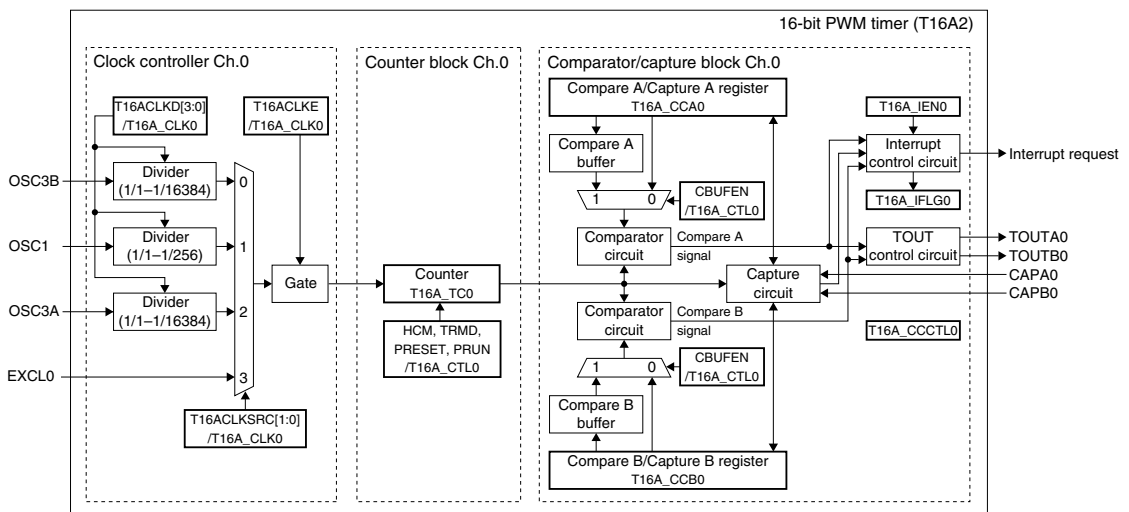 16-bit PWM timer (T16A2)
Clock controller Ch.0
Counter block Ch.0
Comparator/capture block Ch.0
T16ACLKD[3:0]
/T16A_CLK0
T16ACLKE
/T16A_CLK0
Compare A/Capture A register
T16A_CCA0
T16A_IEN0
Compare A
buffer
Interrupt
control circuit
Interrupt request
OSC3B
Divider
(1/1–1/16384)
0
1
0
CBUFEN
/T16A_CTL0
T16A_IFLG0
OSC1
Divider
(1/1–1/256)
1
Comparator
circuit
Compare A
signal
TOUT
control circuit
TOUTA0
TOUTB0
Gate
Counter
T16A_TC0
Capture
circuit
CAPA0
CAPB0
OSC3A
Divider
(1/1–1/16384)
2
HCM, TRMD,
PRESET, PRUN
/T16A_CTL0
Comparator
circuit
Compare B
signal
T16A_CCCTL0
EXCL0
3
1
0
CBUFEN
/T16A_CTL0
T16ACLKSRC[1:0]
/T16A_CLK0
Compare B
buffer
Compare B/Capture B register
T16A_CCB0